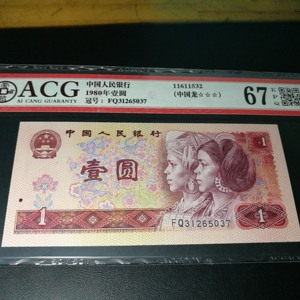 ACG
AI CANG GUARANTY
中国人民银行
1980年壹圆
冠号：FQ31265037
11611532
（中国龙☆☆☆）
67 EPQ
中国人民银行
1
壹圆
FQ31265037
1
1